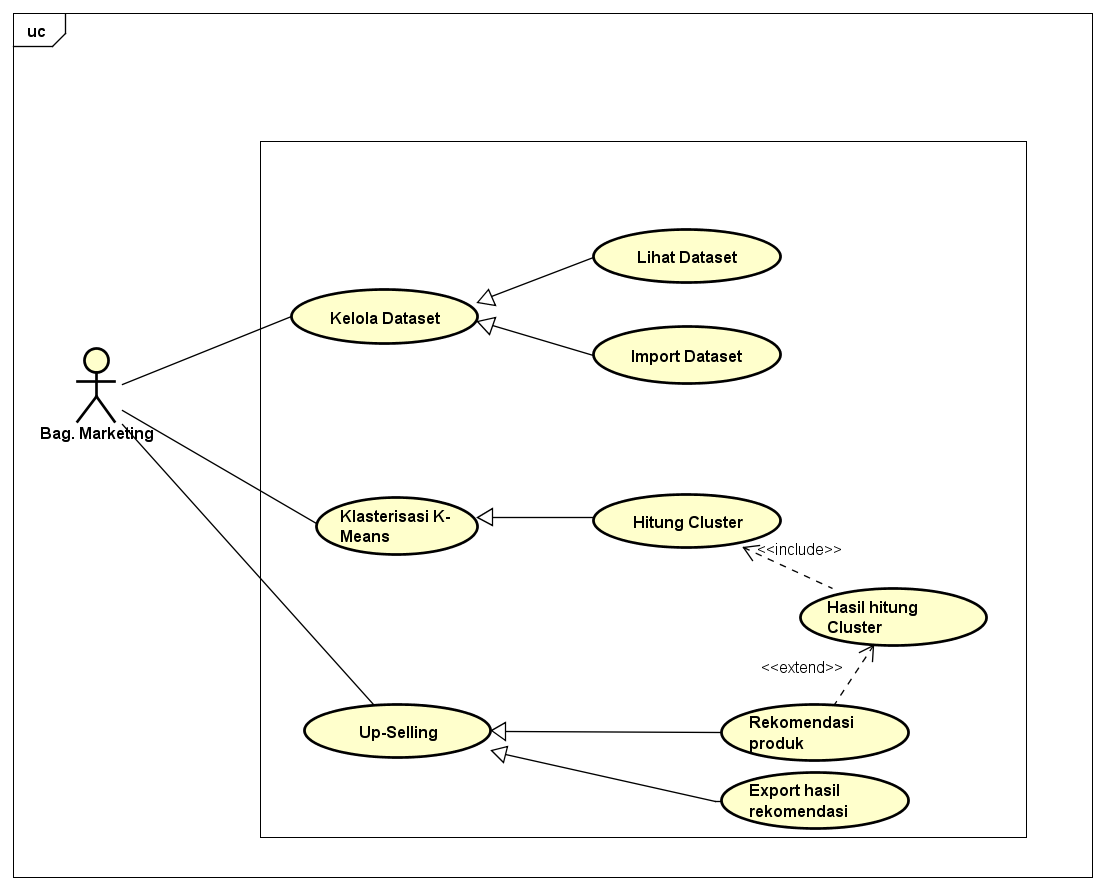 uc
Lihat Dataset
Kelola Dataset
Import Dataset
Bag. Marketing
Klasterisasi K-
Means
Hitung Cluster
<<include>>
Hasil hitung
Cluster
<<extend>>
Up-Selling
Rekomendasi
produk
Export hasil
rekomendasi